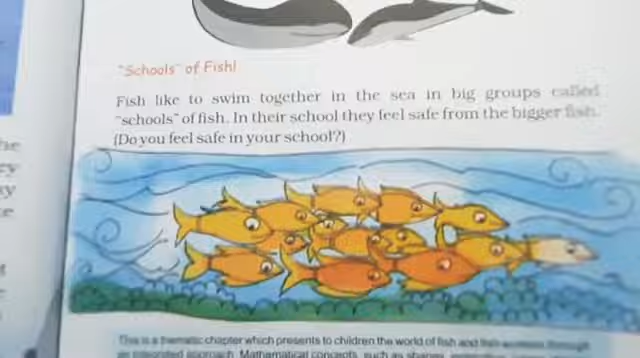 "Schools" of Fish!
Fish like to swim together in the sea in big groups called
"schools" of fish. In their school they feel safe from the bigger fish.
(Do you feel safe in your school?)
This is a thematic chapter which presents to children the world of fish and
an integrated approach. Mathematical concepts, such as shapes,